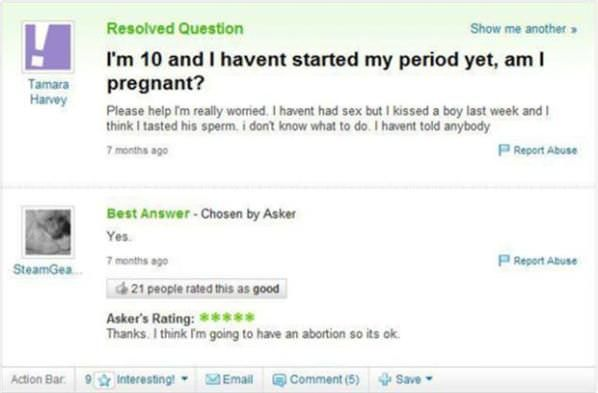 Resolved Question
Show me another »
I'm 10 and I havent started my period yet, am I
pregnant?
Tamara
Harvey
Please help I'm really worried. I havent had sex but I kissed a boy last week and I
think I tasted his sperm. i don't know what to do. I havent told anybody
7 months ago
Report Abuse
Best Answer - Chosen by Asker
Yes.
SteamGea...
7 months ago
Report Abuse
21 people rated this as good
Asker's Rating: *****
Thanks. I think I'm going to have an abortion so its ok.
Action Bar: 9 Interesting! Email Comment (5) Save